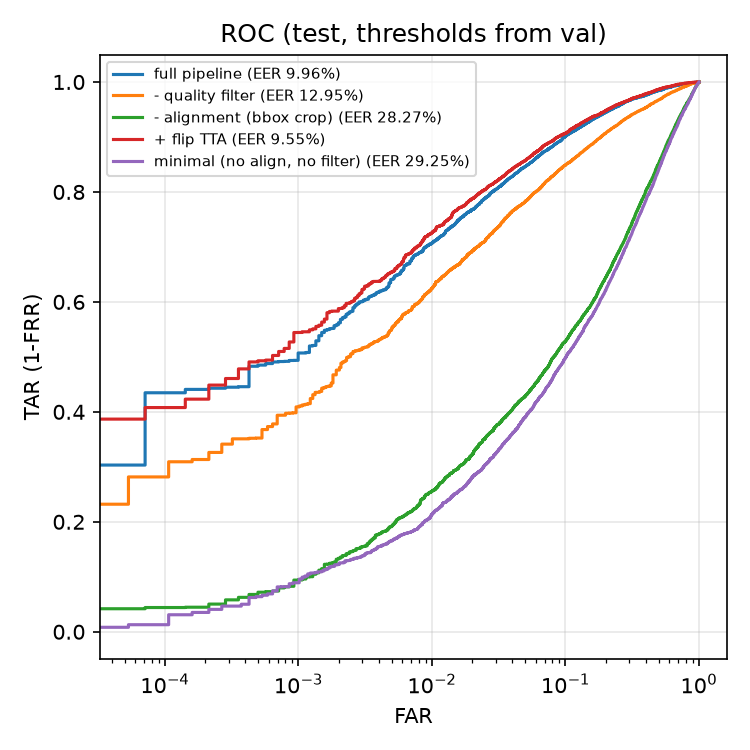 ROC (test, thresholds from val)
full pipeline (EER 9.96%)
- quality filter (EER 12.95%)
- alignment (bbox crop) (EER 28.27%)
+ flip TTA (EER 9.55%)
minimal (no align, no filter) (EER 29.25%)
TAR (1-FRR)
1.0
0.8
0.6
0.4
0.2
0.0
10⁻⁴ 10⁻³ 10⁻² 10⁻¹ 10⁰
FAR